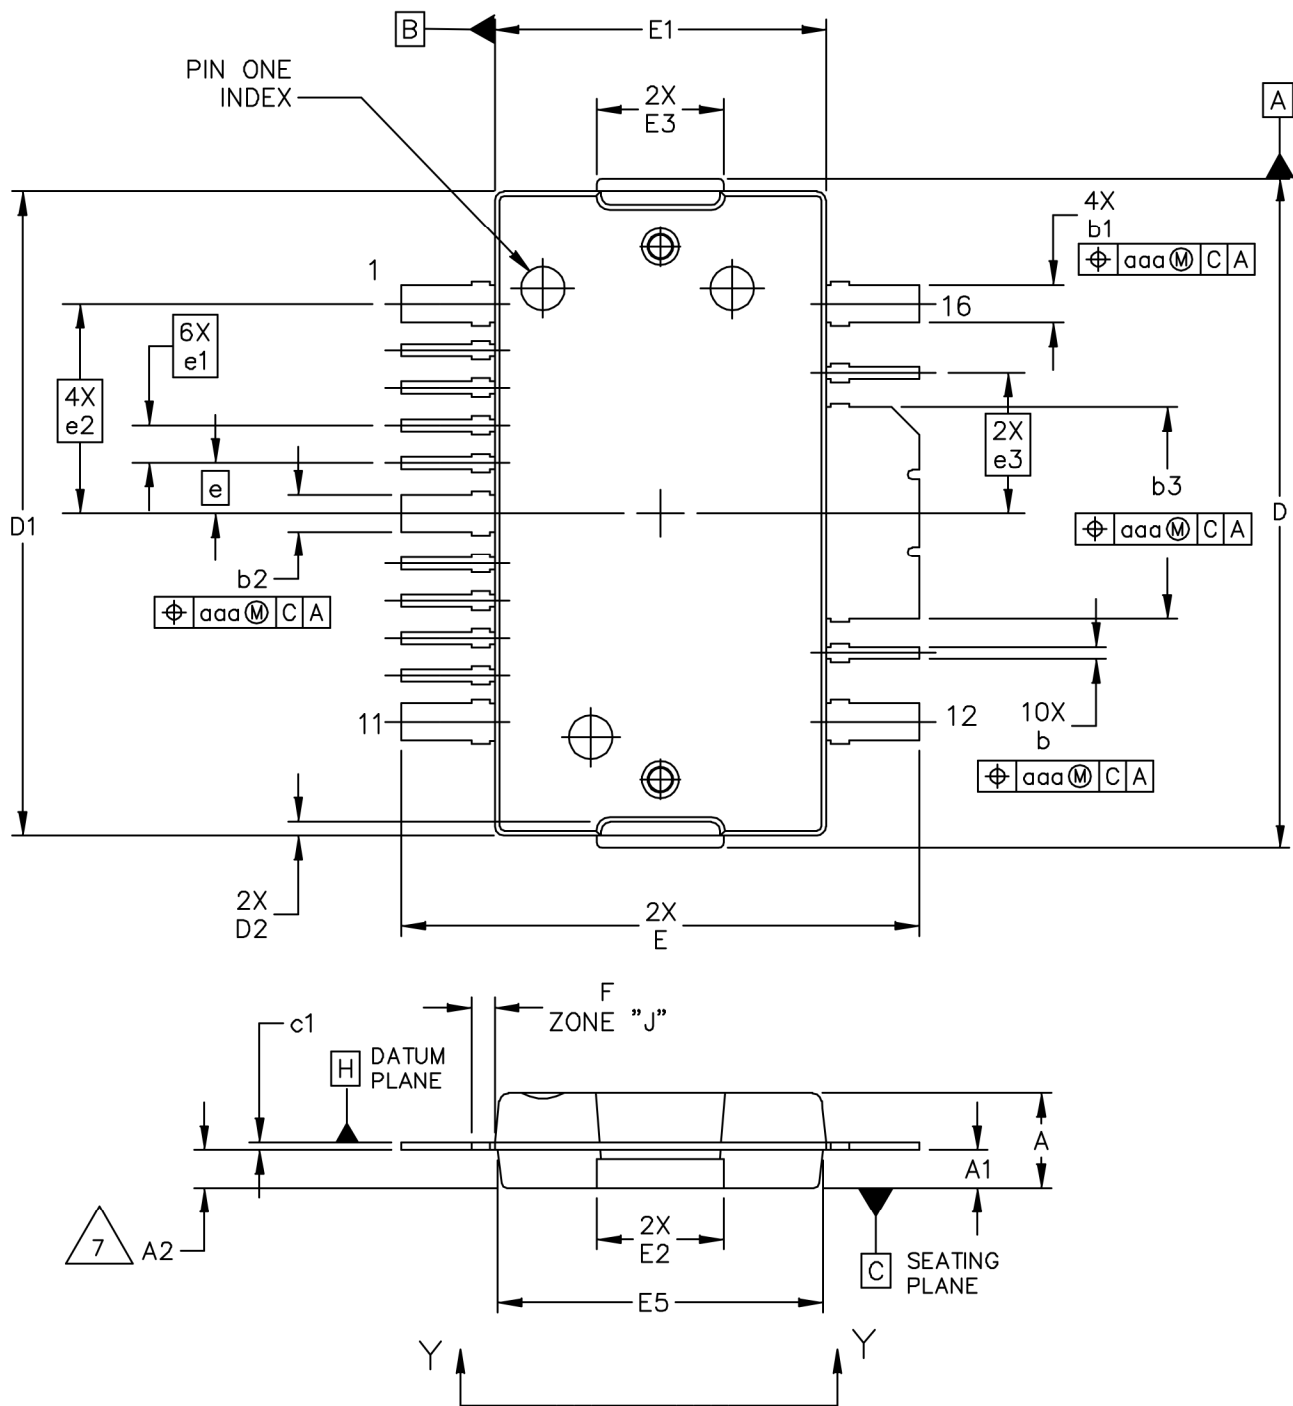 B
E1
PIN ONE
INDEX
2X
E3
A
4X
b1
⌖ aaa Ⓜ C A
1
16
6X
e1
4X
e2
2X
e3
e
b3
⌖ aaa Ⓜ C A
D1
D
b2
⌖ aaa Ⓜ C A
11
12
10X
b
⌖ aaa Ⓜ C A
2X
D2
2X
E
F
ZONE "J"
c1
H DATUM
PLANE
A
A1
7 A2
2X
E2
C SEATING
PLANE
E5
Y Y